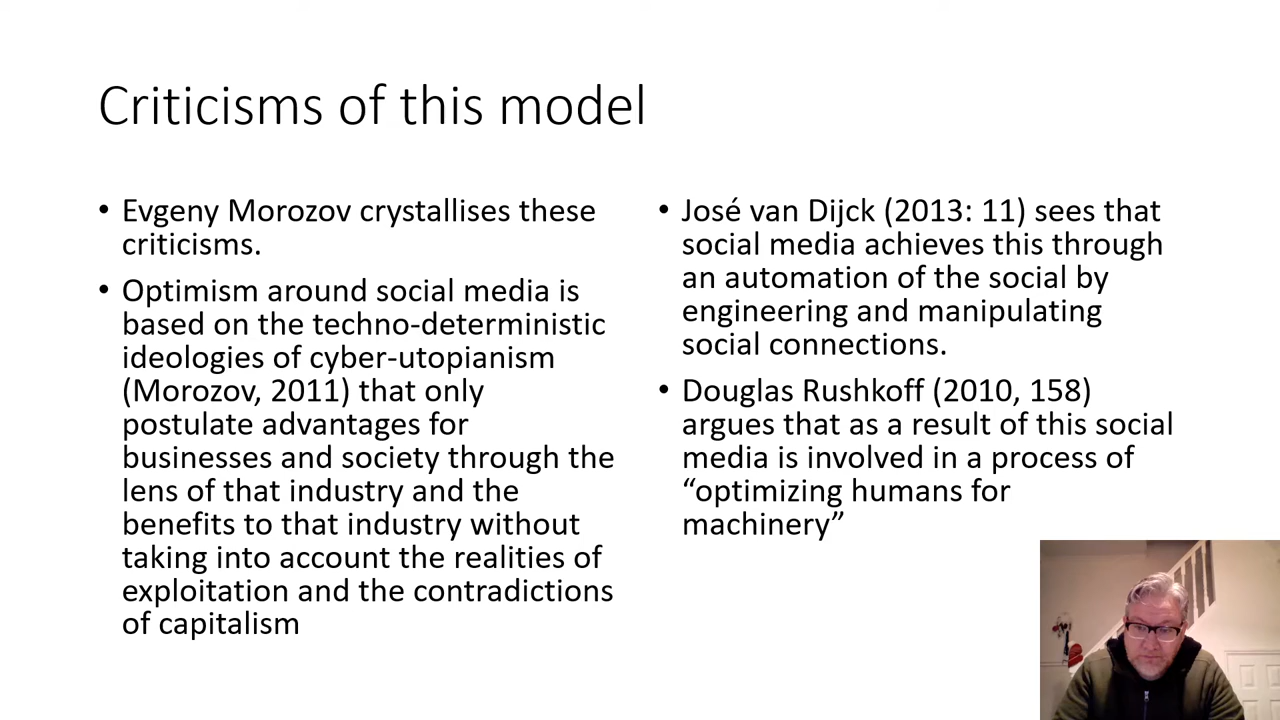 Criticisms of this model
• Evgeny Morozov crystallises these
criticisms.
• Optimism around social media is
based on the techno-deterministic
ideologies of cyber-utopianism
(Morozov, 2011) that only
postulate advantages for
businesses and society through the
lens of that industry and the
benefits to that industry without
taking into account the realities of
exploitation and the contradictions
of capitalism
• José van Dijck (2013: 11) sees that
social media achieves this through
an automation of the social by
engineering and manipulating
social connections.
• Douglas Rushkoff (2010, 158)
argues that as a result of this social
media is involved in a process of
“optimizing humans for
machinery”